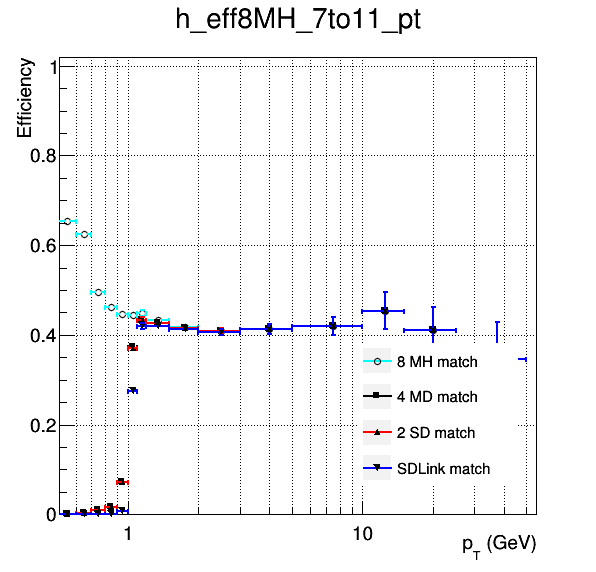 h_eff8MH_7to11_pt
Efficiency
1
0.8
0.6
0.4
0.2
0
8 MH match
4 MD match
2 SD match
SDLink match
1
10
p_T (GeV)